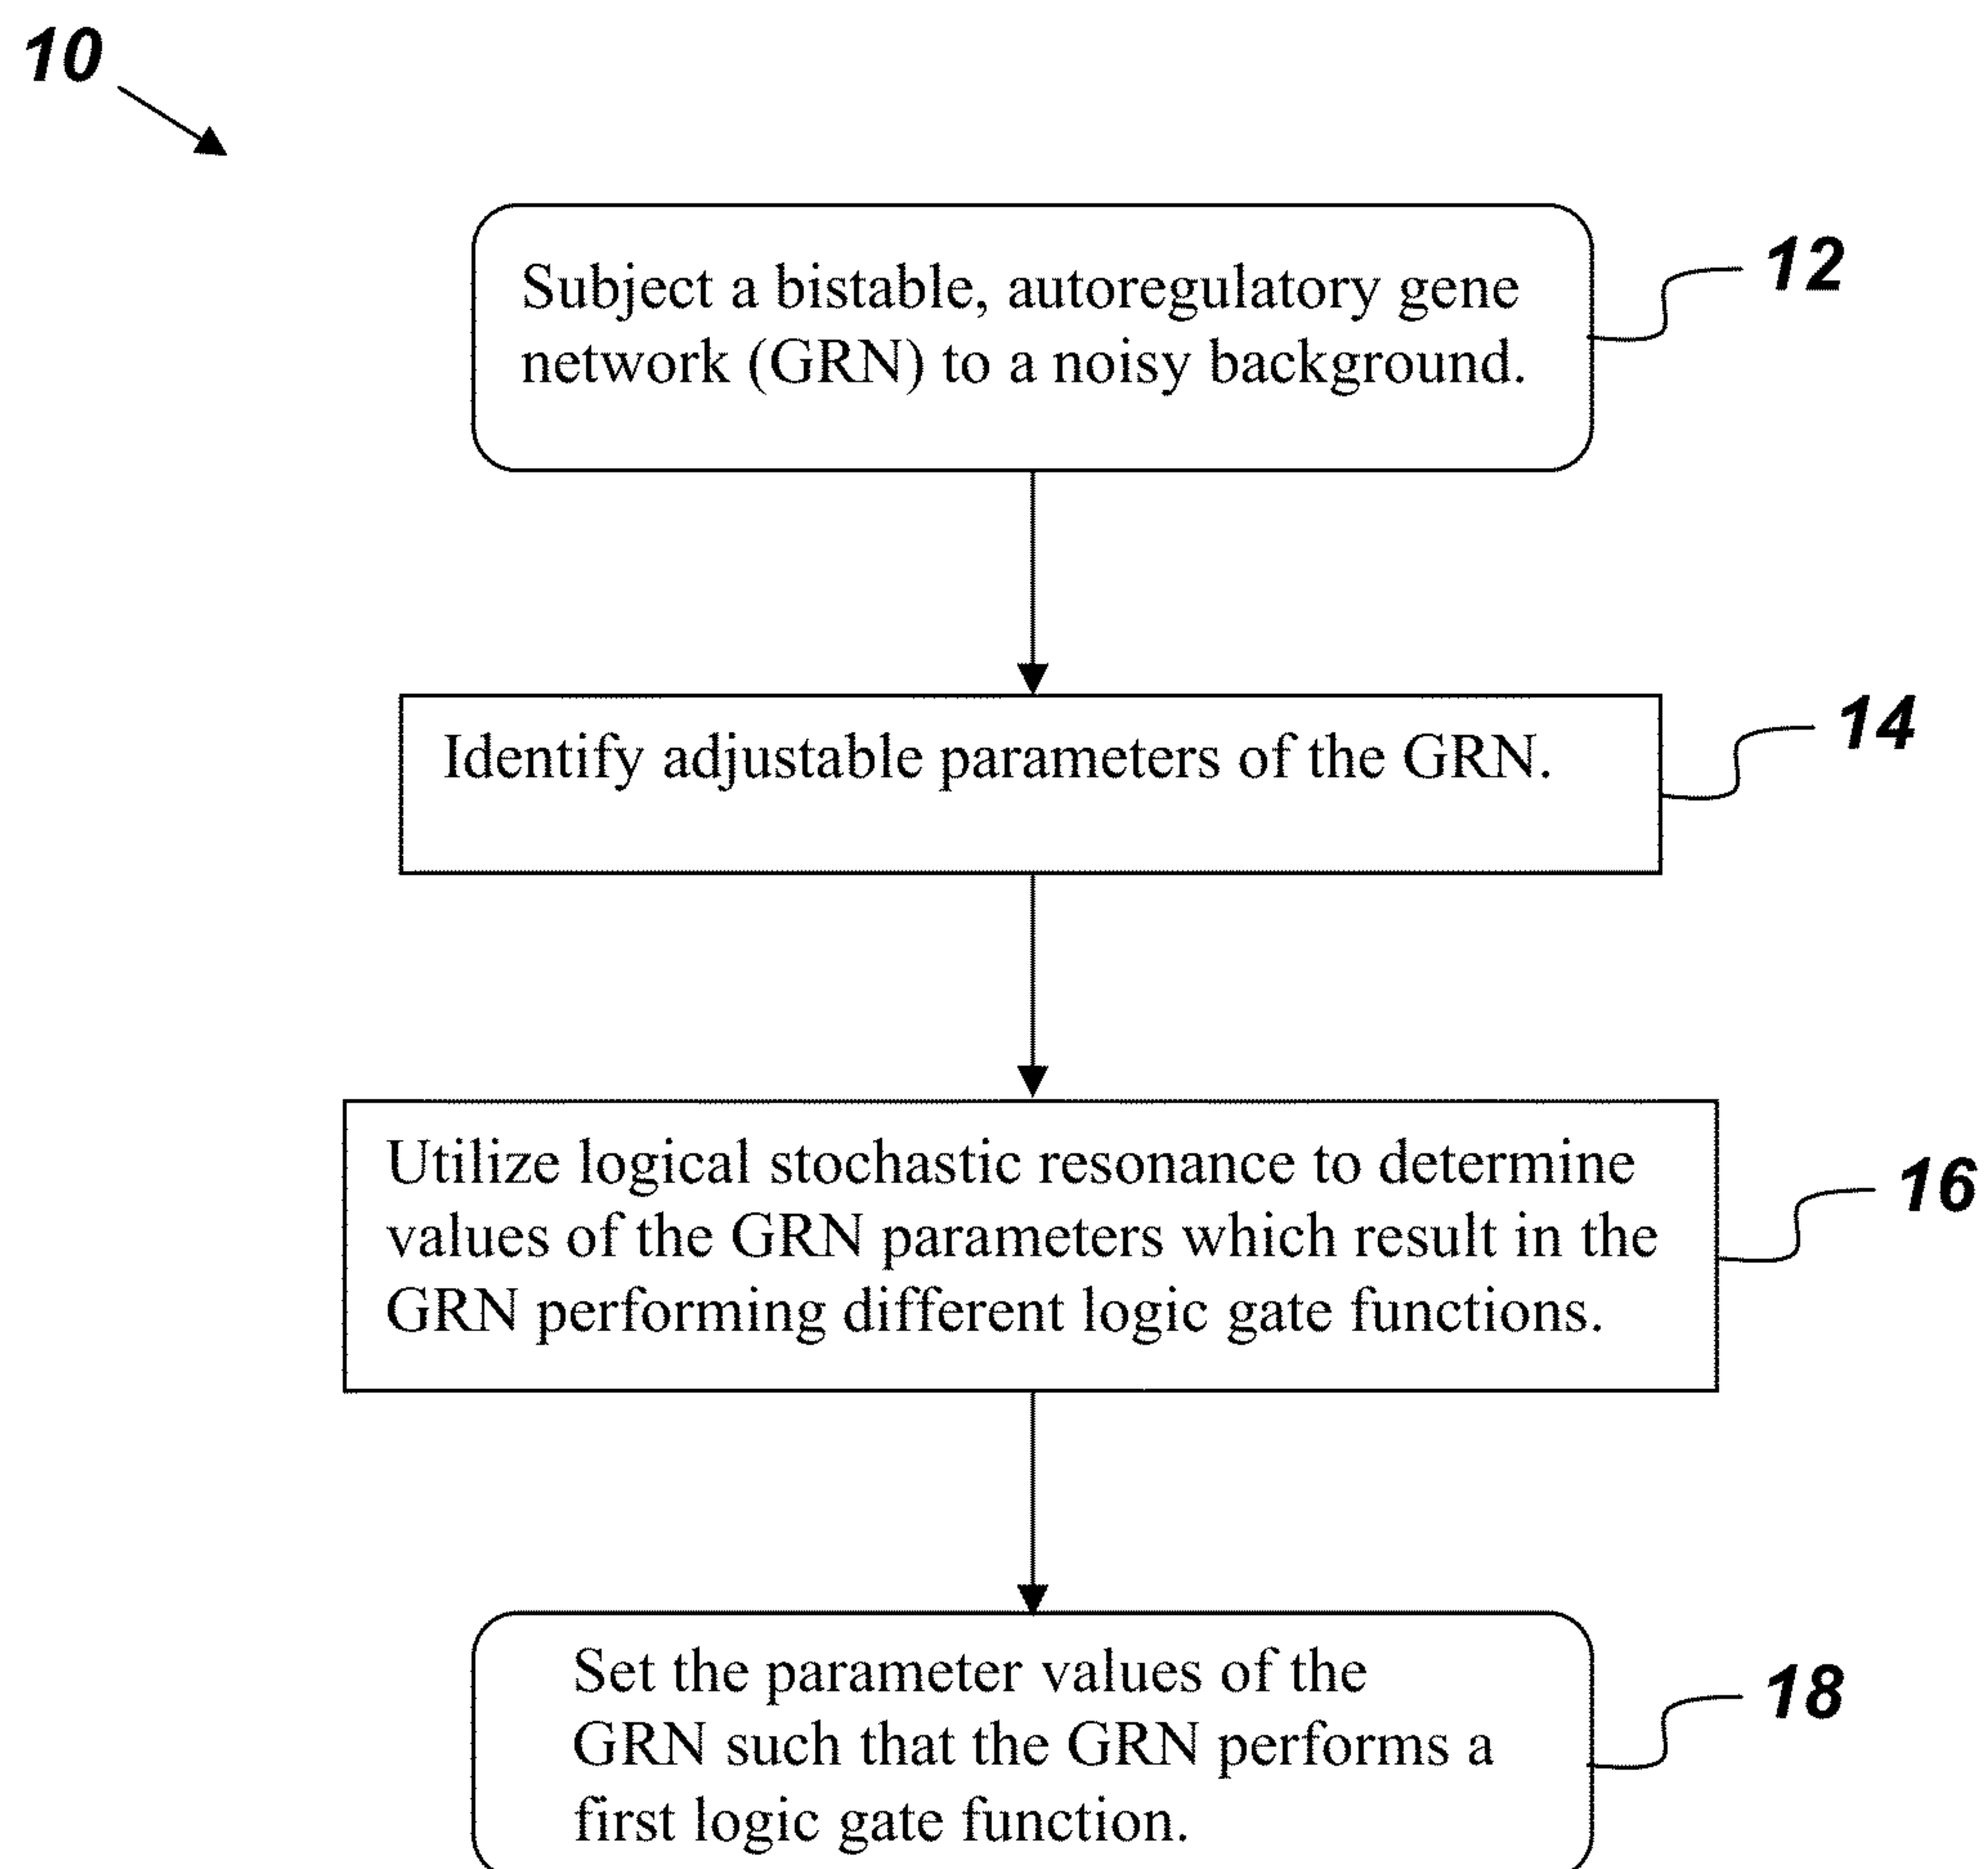 10
Subject a bistable, autoregulatory gene
network (GRN) to a noisy background.
12
Identify adjustable parameters of the GRN.
14
Utilize logical stochastic resonance to determine
values of the GRN parameters which result in the
GRN performing different logic gate functions.
16
Set the parameter values of the
GRN such that the GRN performs a
first logic gate function.
18